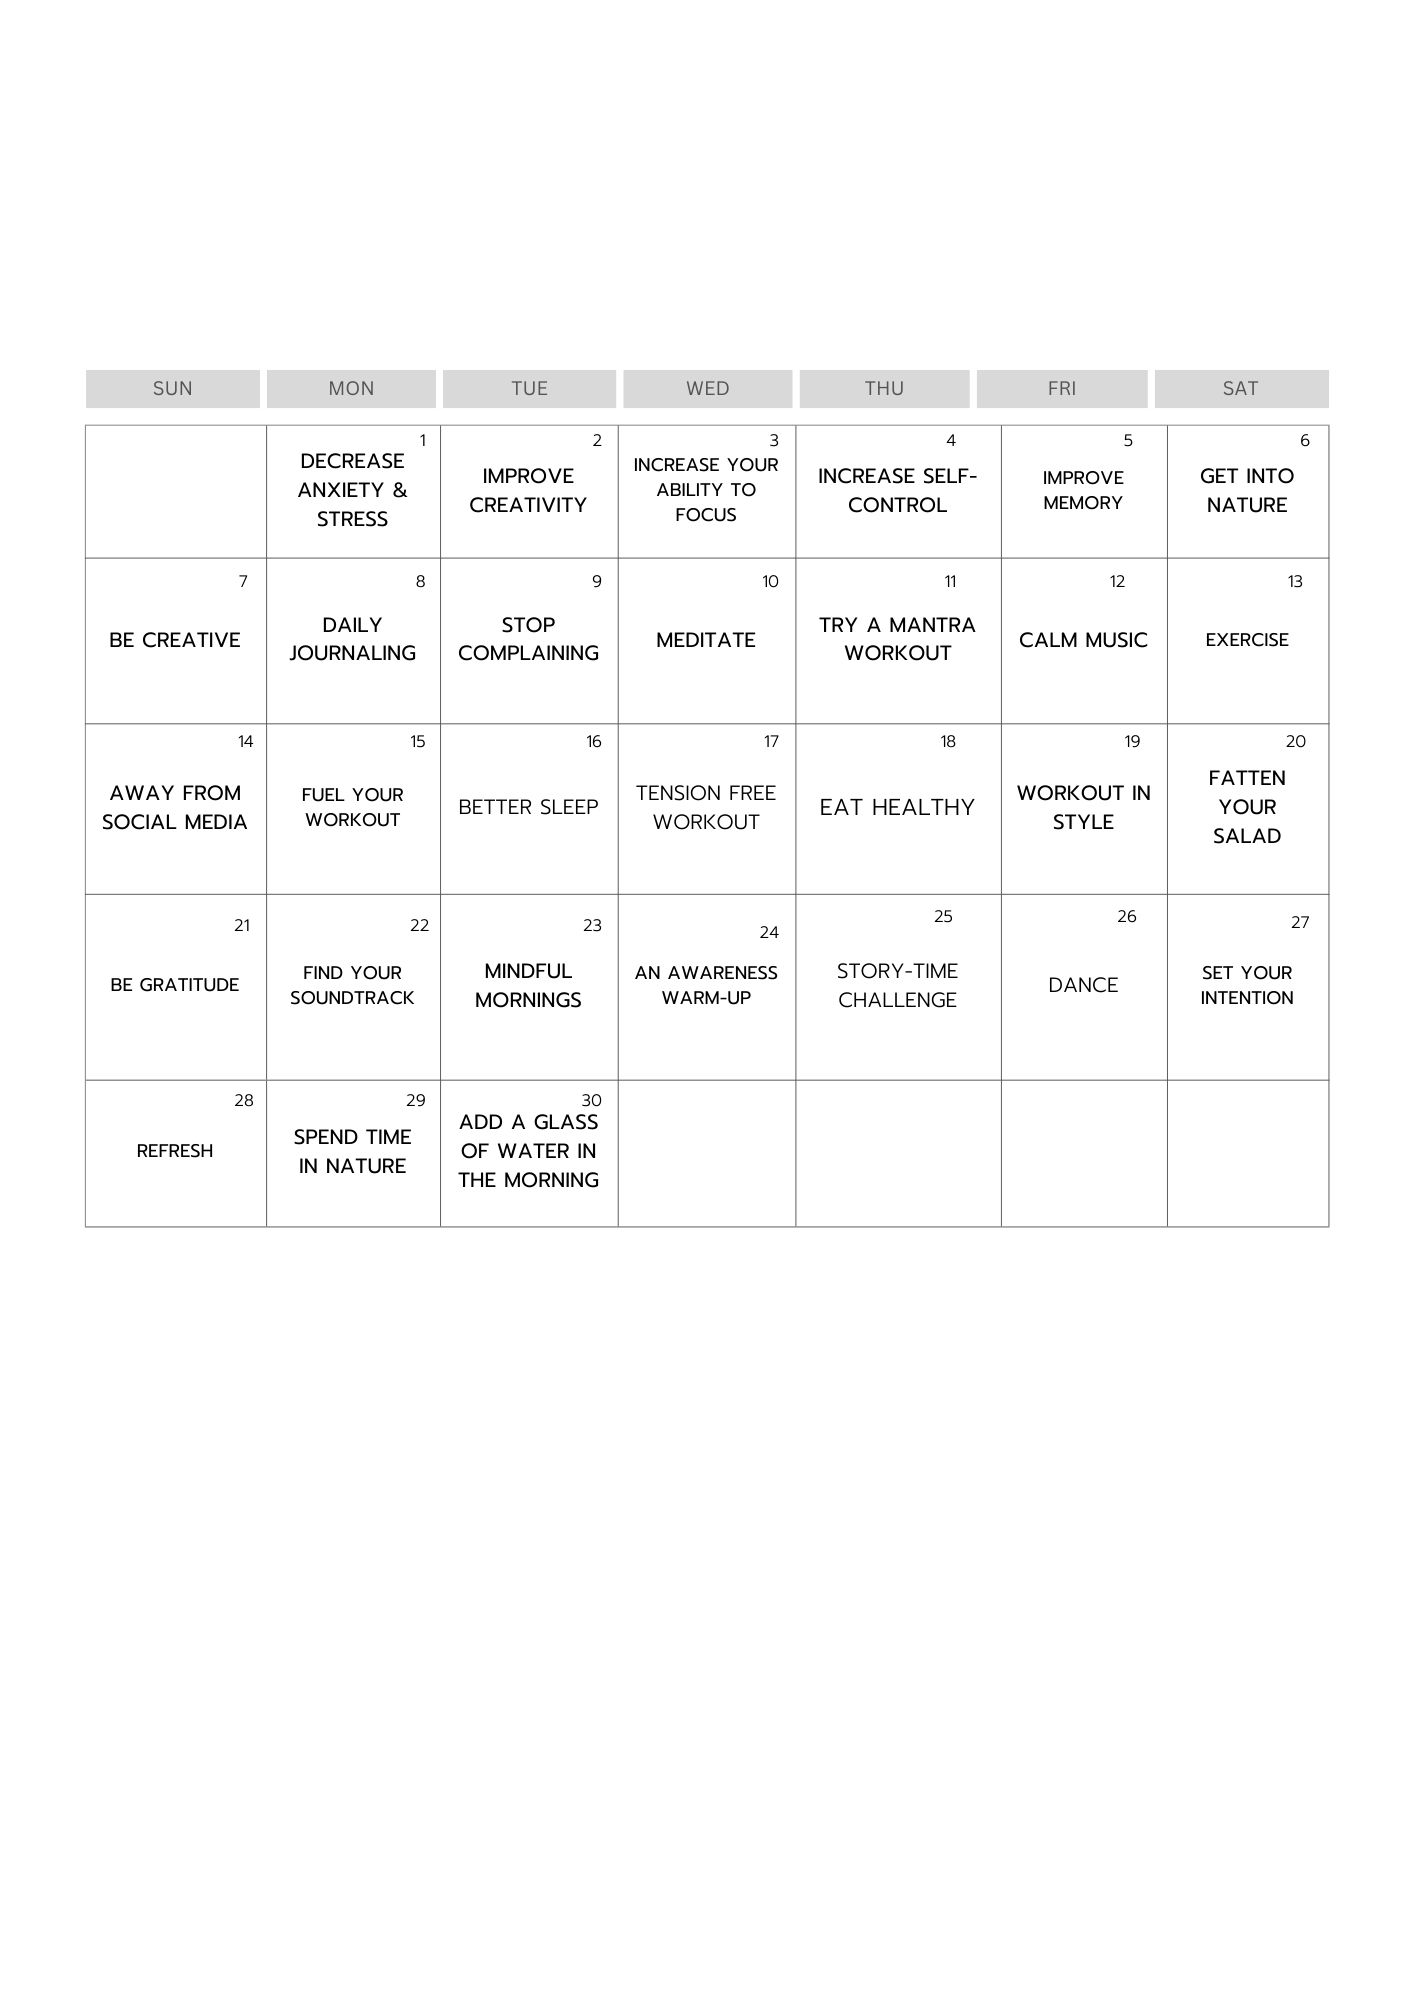 SUN MON TUE WED THU FRI SAT
1
DECREASE
ANXIETY &
STRESS
2
IMPROVE
CREATIVITY
3
INCREASE YOUR
ABILITY TO
FOCUS
4
INCREASE SELF-
CONTROL
5
IMPROVE
MEMORY
6
GET INTO
NATURE
7
BE CREATIVE
8
DAILY
JOURNALING
9
STOP
COMPLAINING
10
MEDITATE
11
TRY A MANTRA
WORKOUT
12
CALM MUSIC
13
EXERCISE
14
AWAY FROM
SOCIAL MEDIA
15
FUEL YOUR
WORKOUT
16
BETTER SLEEP
17
TENSION FREE
WORKOUT
18
EAT HEALTHY
19
WORKOUT IN
STYLE
20
FATTEN
YOUR
SALAD
21
BE GRATITUDE
22
FIND YOUR
SOUNDTRACK
23
MINDFUL
MORNINGS
24
AN AWARENESS
WARM-UP
25
STORY-TIME
CHALLENGE
26
DANCE
27
SET YOUR
INTENTION
28
REFRESH
29
SPEND TIME
IN NATURE
30
ADD A GLASS
OF WATER IN
THE MORNING